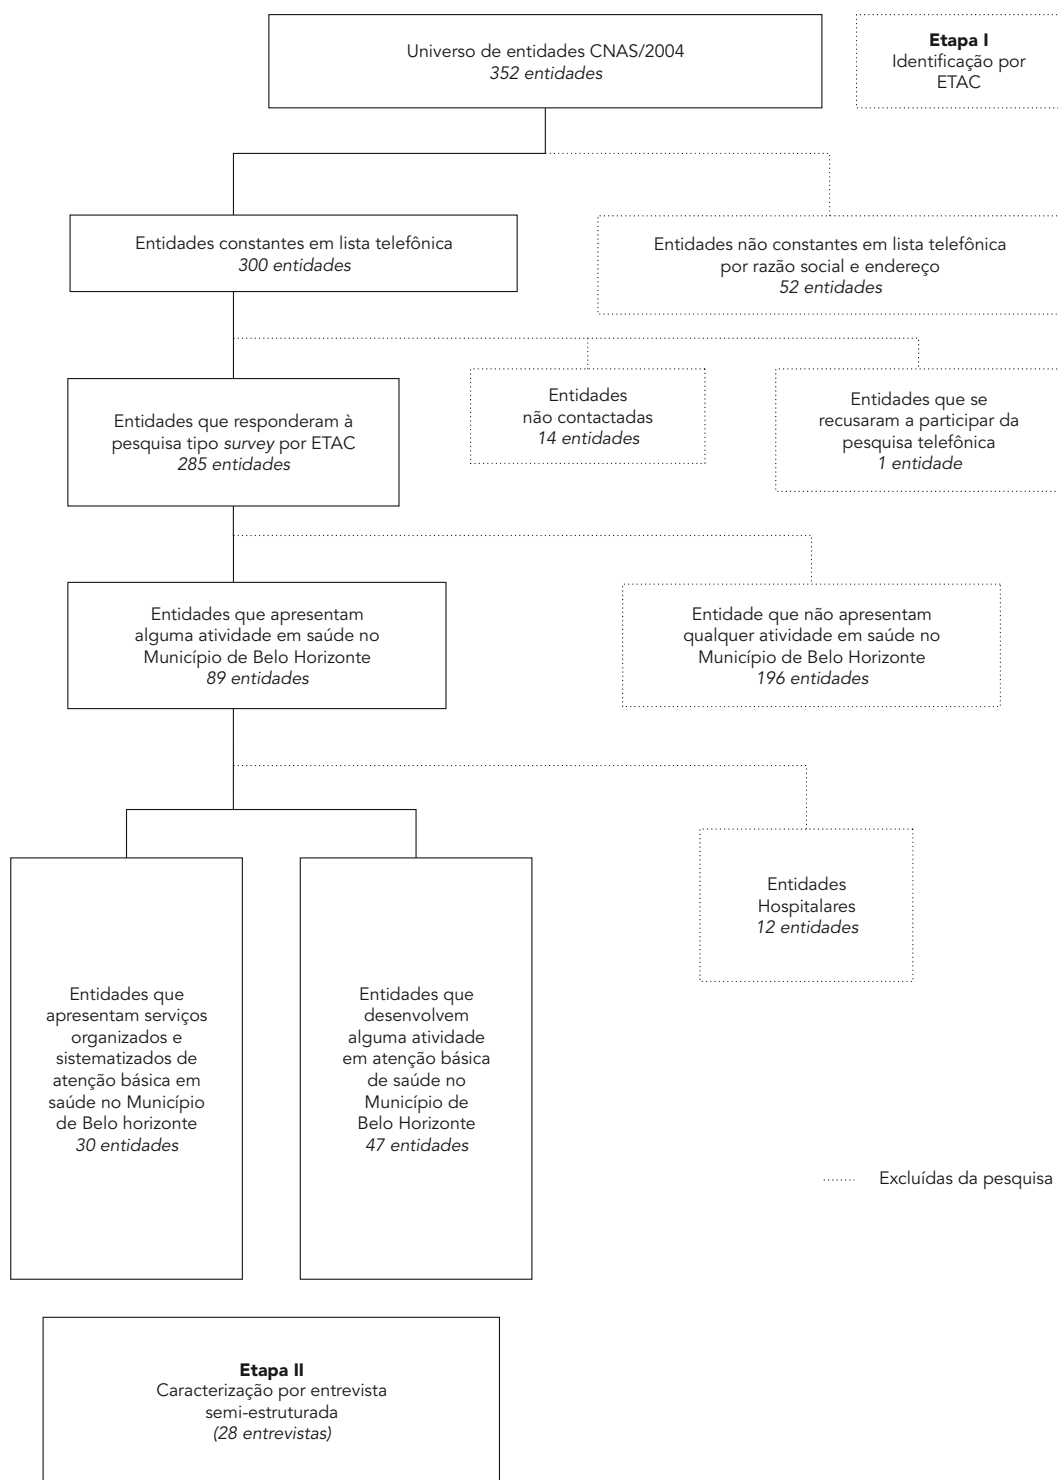 Universo de entidades CNAS/2004
352 entidades
Etapa I
Identificação por
ETAC
Entidades constantes em lista telefônica
300 entidades
Entidades não constantes em lista telefônica
por razão social e endereço
52 entidades
Entidades que responderam à
pesquisa tipo survey por ETAC
285 entidades
Entidades
não contactadas
14 entidades
Entidades que se
recusaram a participar da
pesquisa telefônica
1 entidade
Entidades que apresentam
alguma atividade em saúde no
Município de Belo Horizonte
89 entidades
Entidade que não apresentam
qualquer atividade em saúde no
Município de Belo Horizonte
196 entidades
Entidades
Hospitalares
12 entidades
Entidades que
apresentam serviços
organizados e
sistematizados de
atenção básica em
saúde no Município
de Belo horizonte
30 entidades
Entidades que
desenvolvem
alguma atividade
em atenção básica
de saúde no
Município de
Belo Horizonte
47 entidades
Excluídas da pesquisa
Etapa II
Caracterização por entrevista
semi-estruturada
(28 entrevistas)